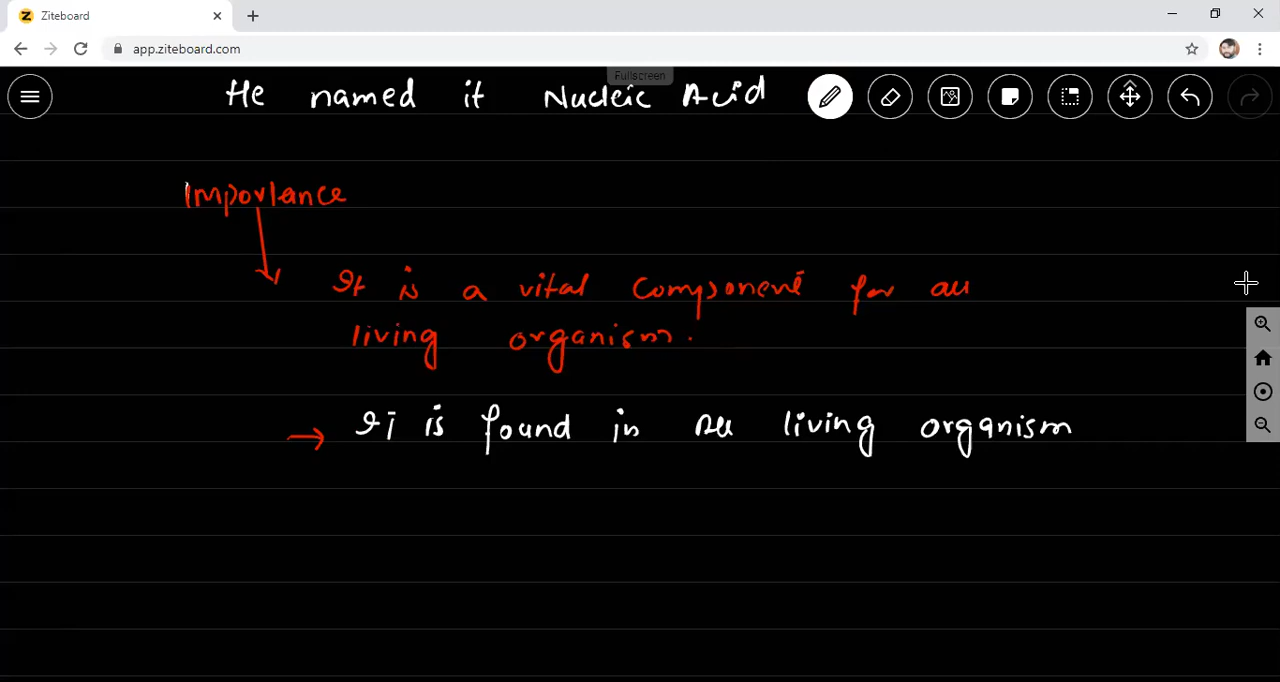 Ziteboard
app.ziteboard.com
Fullscreen
He named it Nucleic Acid
Importance
It is a vital component for all
living organism.
→ It is found in all living organism